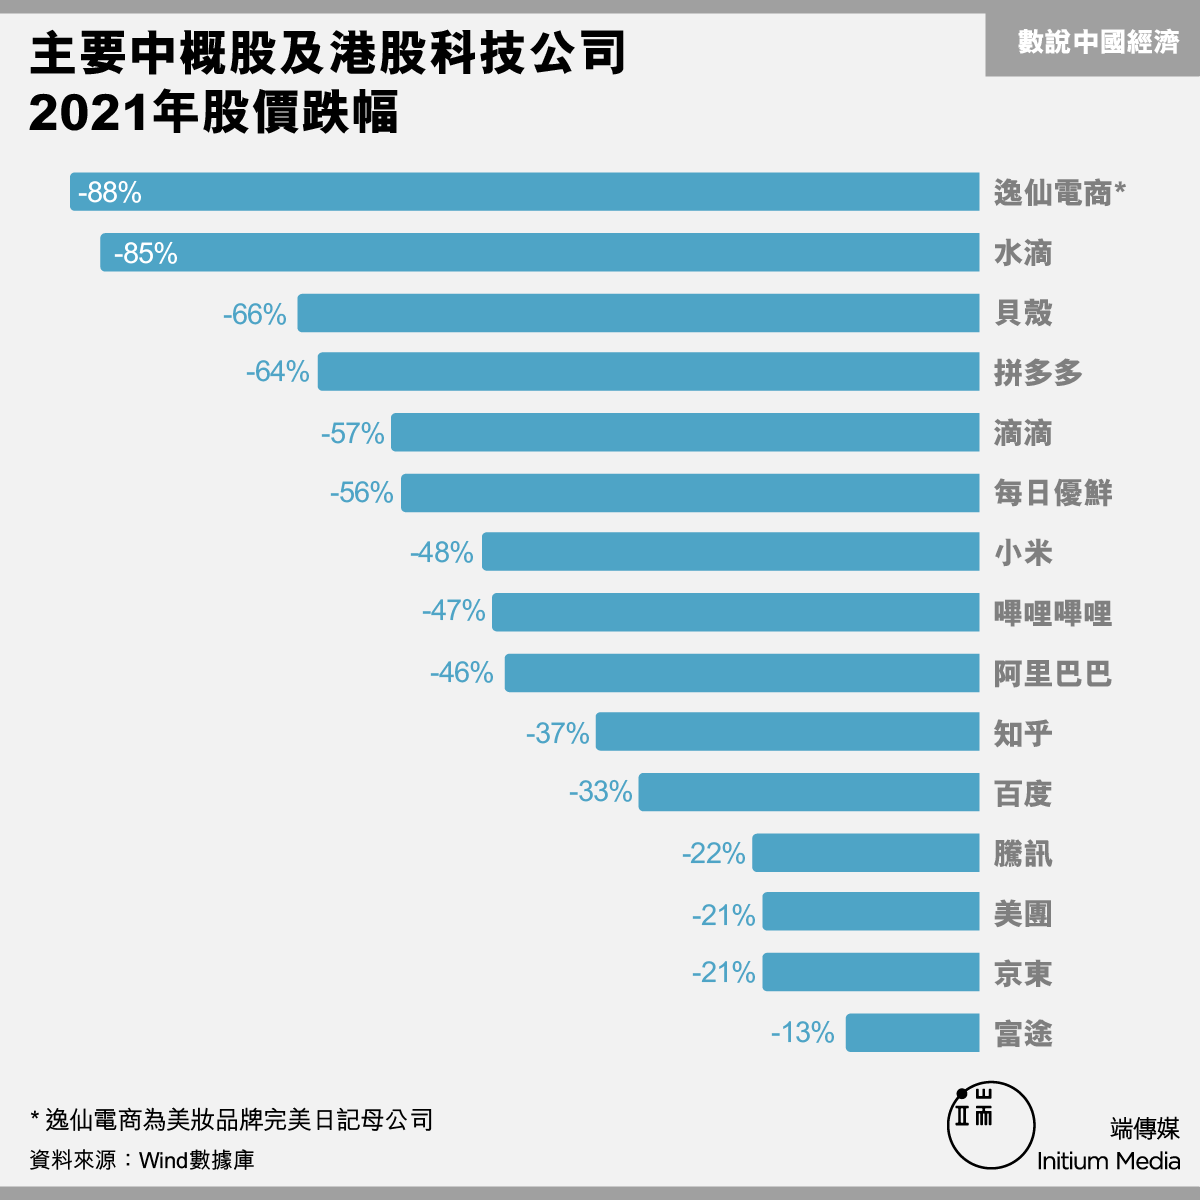 數說中國經濟
主要中概股及港股科技公司
2021年股價跌幅
-88% 逸仙電商*
-85% 水滴
-66% 貝殼
-64% 拼多多
-57% 滴滴
-56% 每日優鮮
-48% 小米
-47% 嗶哩嗶哩
-46% 阿里巴巴
-37% 知乎
-33% 百度
-22% 騰訊
-21% 美團
-21% 京東
-13% 富途
* 逸仙電商為美妝品牌完美日記母公司
資料來源：Wind數據庫
端
端傳媒
Initium Media